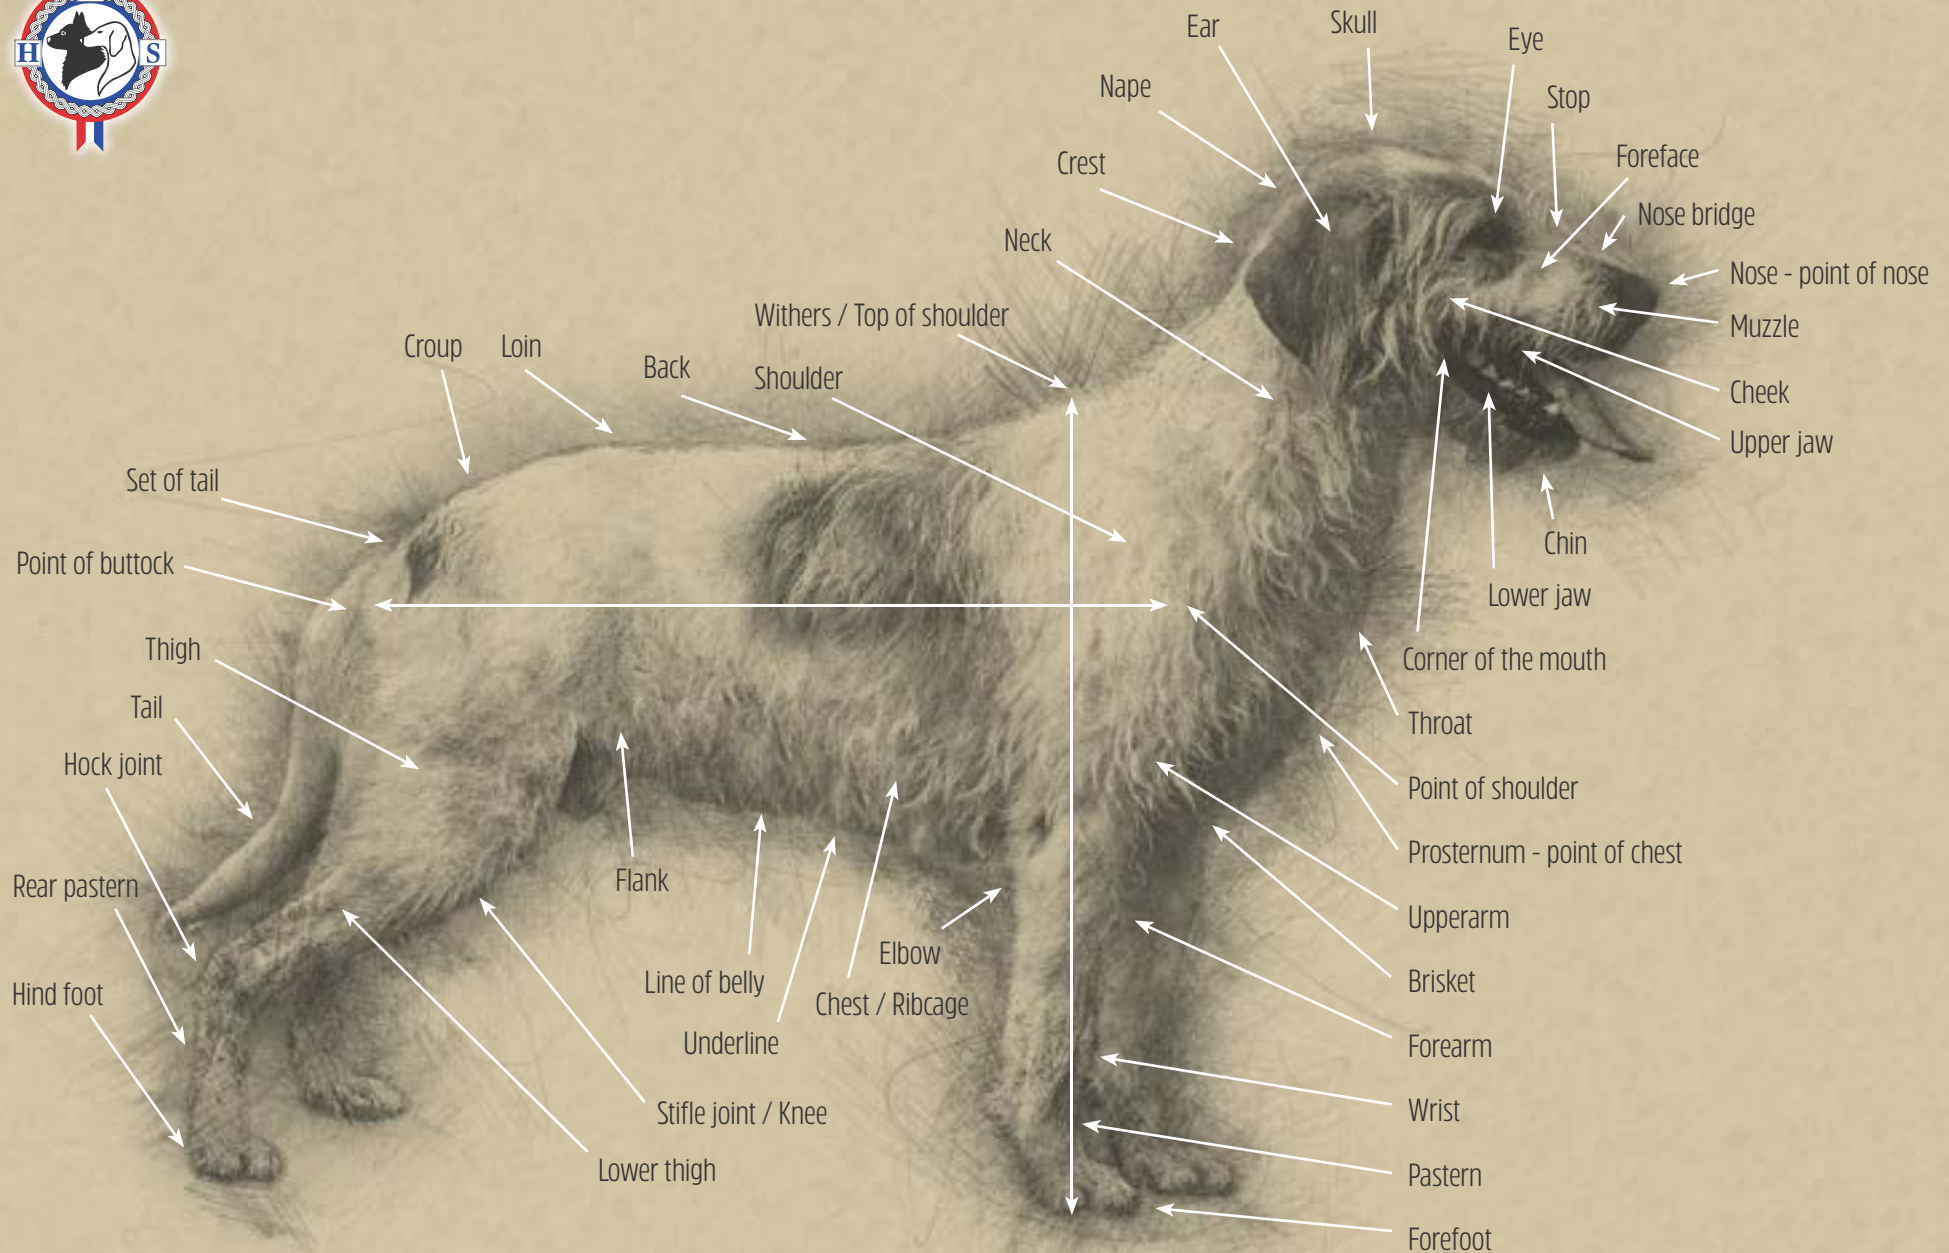 H S
Ear
Skull
Eye
Nape
Stop
Crest
Foreface
Nose bridge
Neck
Nose - point of nose
Withers / Top of shoulder
Muzzle
Croup
Loin
Back
Shoulder
Cheek
Upper jaw
Set of tail
Chin
Point of buttock
Lower jaw
Thigh
Corner of the mouth
Tail
Throat
Hock joint
Point of shoulder
Prosternum - point of chest
Flank
Rear pastern
Upperarm
Elbow
Line of belly
Brisket
Hind foot
Chest / Ribcage
Underline
Forearm
Stifle joint / Knee
Wrist
Lower thigh
Pastern
Forefoot